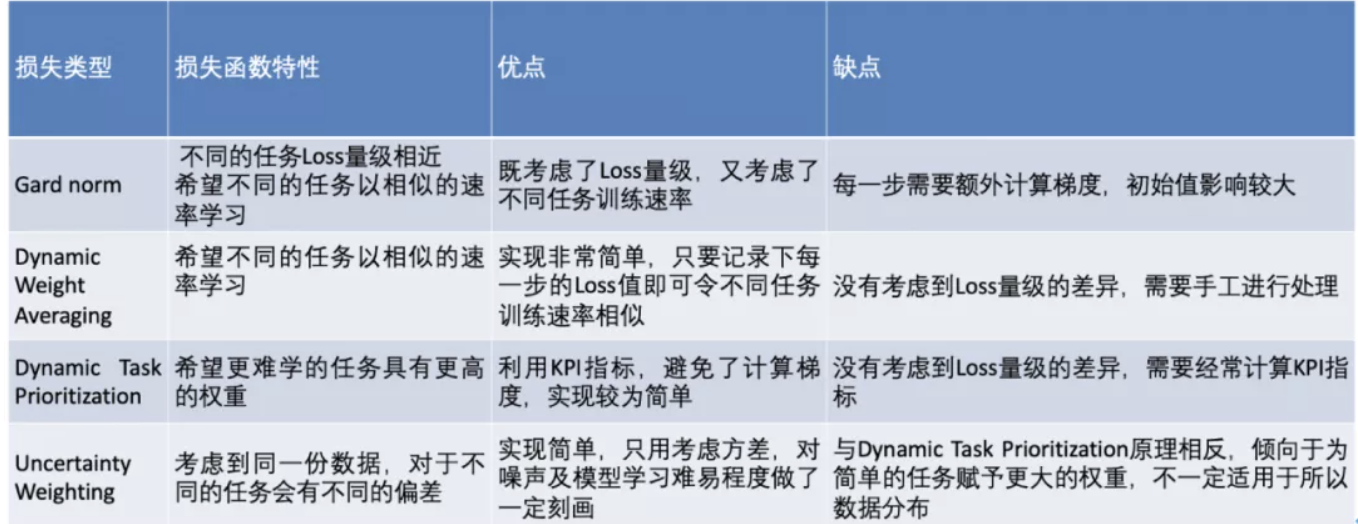 损失类型
损失函数特性
优点
缺点
Gard norm
不同的任务Loss量级相近
希望不同的任务以相似的速
率学习
既考虑了Loss量级，又考虑了
不同任务训练速率
每一步需要额外计算梯度，初始值影响较大
Dynamic
Weight
Averaging
希望不同的任务以相似的速
率学习
实现非常简单，只要记录下每
一步的Loss值即可令不同任务
训练速率相似
没有考虑到Loss量级的差异，需要手工进行处理
Dynamic Task
Prioritization
希望更难学的任务具有更高
的权重
利用KPI指标，避免了计算梯
度，实现较为简单
没有考虑到Loss量级的差异，需要经常计算KPI指
标
Uncertainty
Weighting
考虑到同一份数据，对于不
同的任务会有不同的偏差
实现简单，只用考虑方差，对
噪声及模型学习难易程度做了
一定刻画
与Dynamic Task Prioritization原理相反，倾向于为
简单的任务赋予更大的权重，不一定适用于所以
数据分布